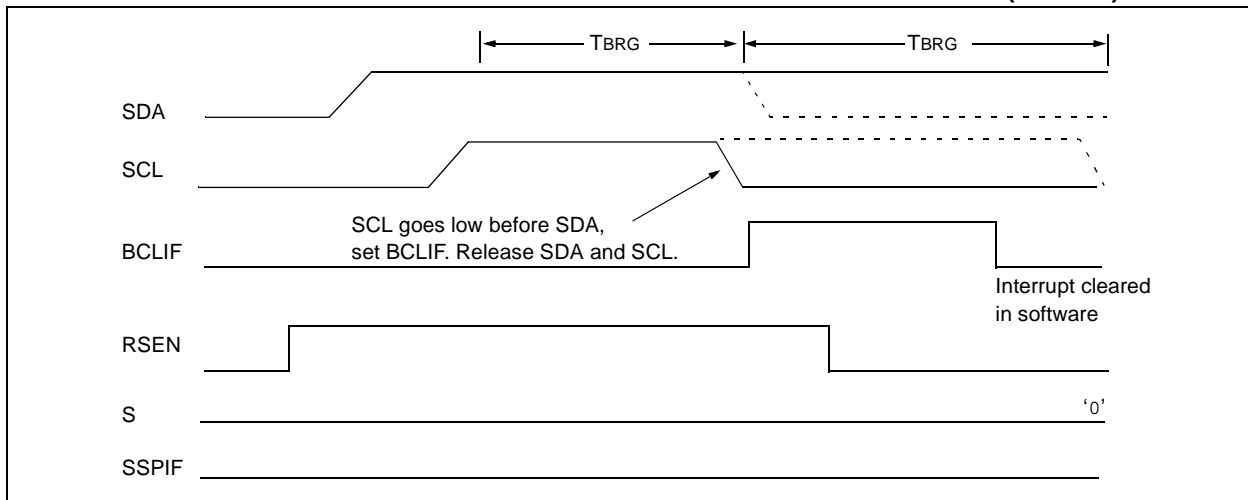 TBRG TBRG
SDA
SCL
SCL goes low before SDA,
set BCLIF. Release SDA and SCL.
BCLIF
Interrupt cleared
in software
RSEN
S ‘0’
SSPIF